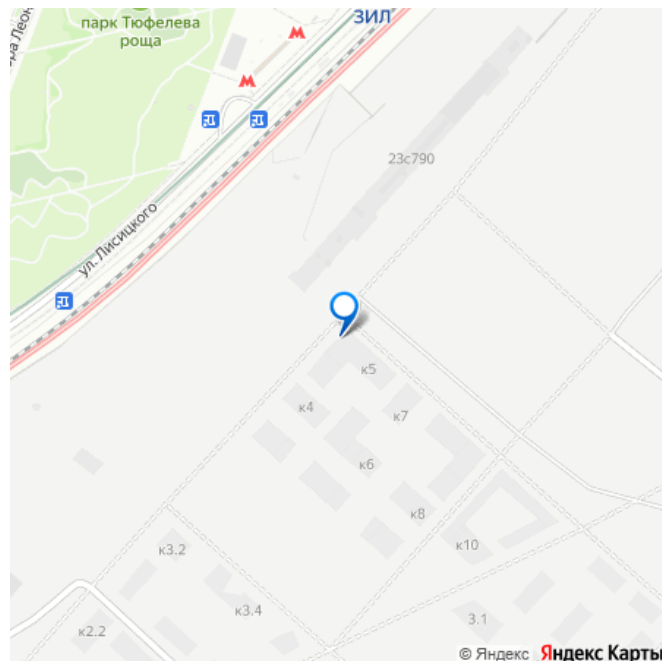 парк Тюфелева
роща
ЗИЛ
ул. Лисицкого
23с790
к5
к4
к7
к6
к8
к10
к3.2
к3.4
3.1
к2.2
© Яндекс Яндекс Карты